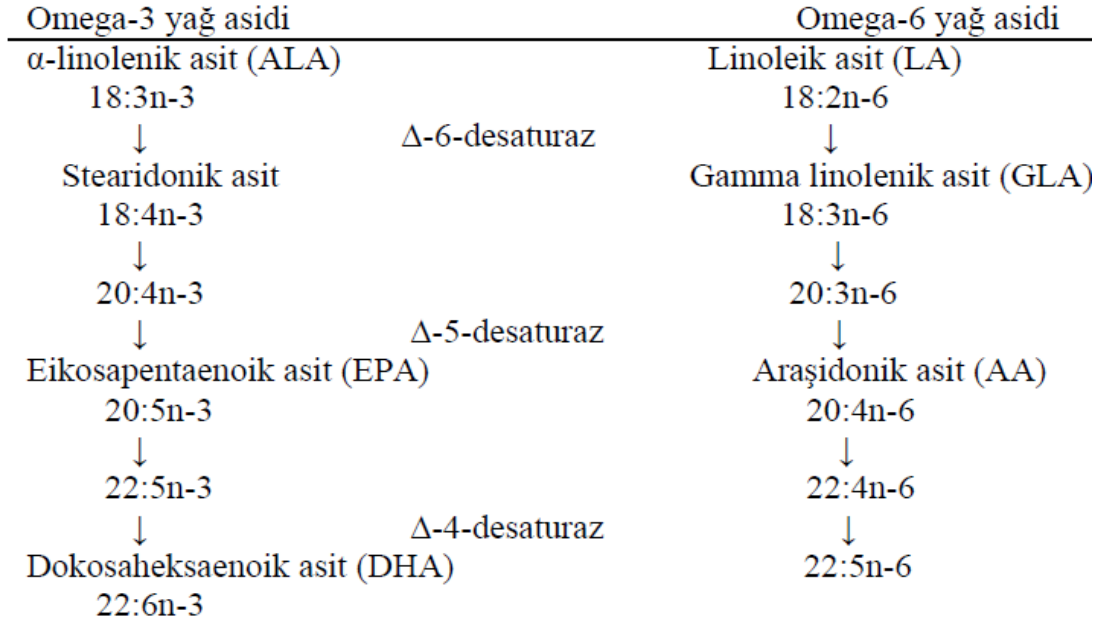 Omega-3 yağ asidi Omega-6 yağ asidi
α-linolenik asit (ALA) Linoleik asit (LA)
18:3n-3 18:2n-6
↓ Δ-6-desaturaz ↓
Stearidonik asit Gamma linolenik asit (GLA)
18:4n-3 18:3n-6
↓ ↓
20:4n-3 20:3n-6
↓ Δ-5-desaturaz ↓
Eikosapentaenoik asit (EPA) Araşidonik asit (AA)
20:5n-3 20:4n-6
↓ ↓
22:5n-3 22:4n-6
↓ Δ-4-desaturaz ↓
Dokosaheksaenoik asit (DHA) 22:5n-6
22:6n-3